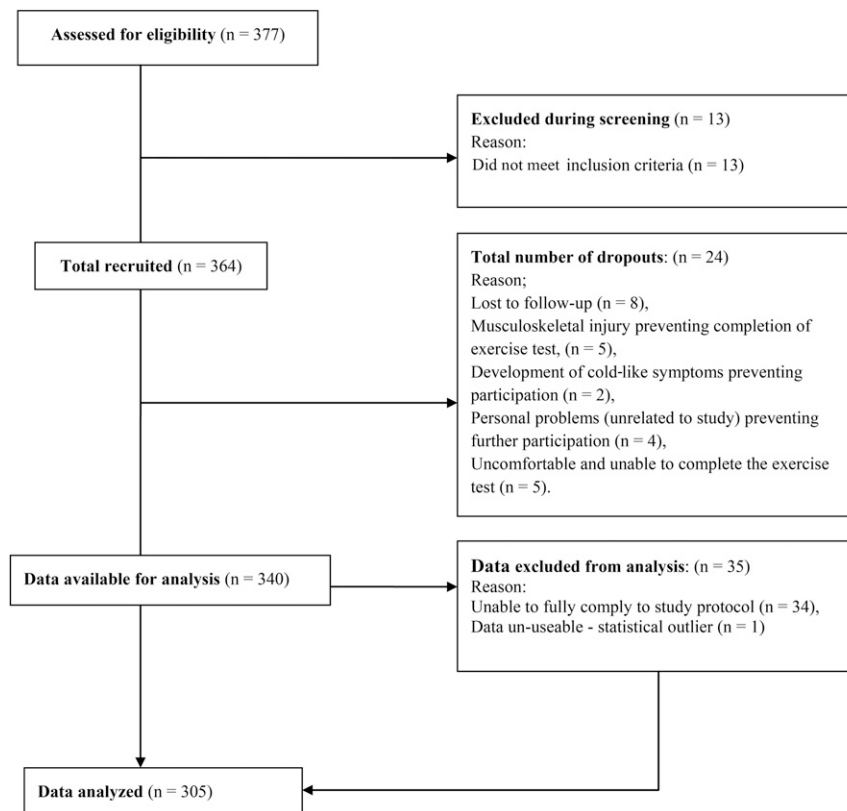 Assessed for eligibility (n = 377)
Excluded during screening (n = 13)
Reason:
Did not meet inclusion criteria (n = 13)
Total recruited (n = 364)
Total number of dropouts: (n = 24)
Reason;
Lost to follow-up (n = 8),
Musculoskeletal injury preventing completion of
exercise test, (n = 5),
Development of cold-like symptoms preventing
participation (n = 2),
Personal problems (unrelated to study) preventing
further participation (n = 4),
Uncomfortable and unable to complete the exercise
test (n = 5).
Data available for analysis (n = 340)
Data excluded from analysis: (n = 35)
Reason:
Unable to fully comply to study protocol (n = 34),
Data un-useable - statistical outlier (n = 1)
Data analyzed (n = 305)